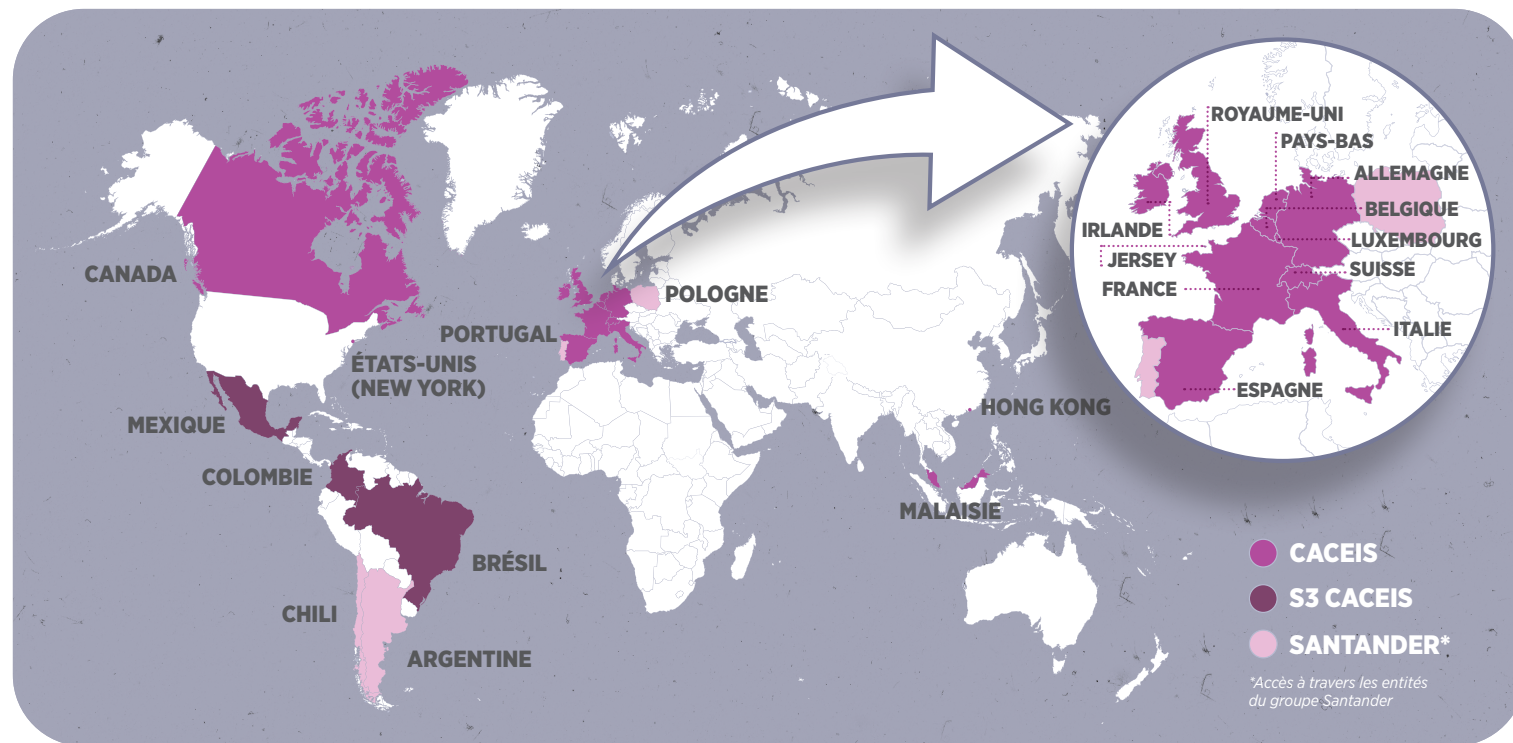 CANADA
ÉTATS-UNIS
(NEW YORK)
MEXIQUE
COLOMBIE
BRÉSIL
CHILI
ARGENTINE
PORTUGAL
POLOGNE
HONG KONG
MALAISIE
ROYAUME-UNI
PAYS-BAS
ALLEMAGNE
BELGIQUE
IRLANDE
LUXEMBOURG
JERSEY
SUISSE
FRANCE
ITALIE
ESPAGNE
CACEIS
S3 CACEIS
SANTANDER*
*Accès à travers les entités
du groupe Santander